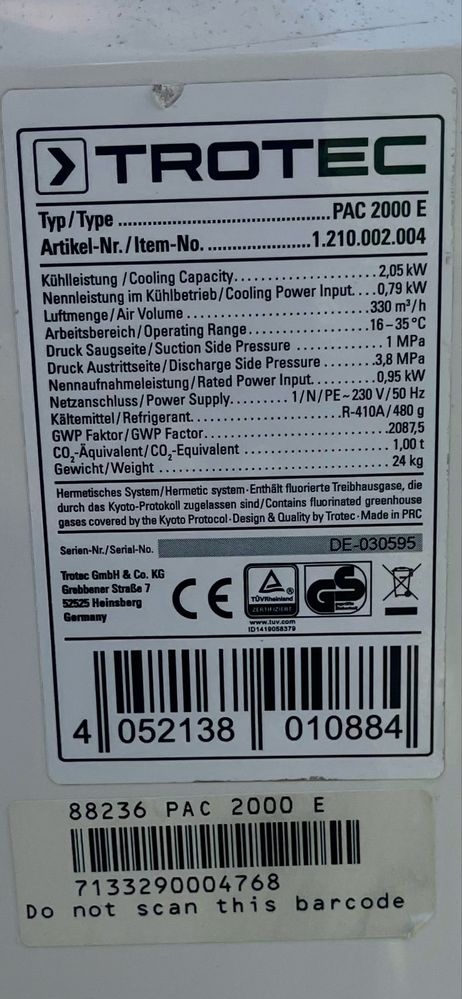 TROTEC
Typ/Type ........................................ PAC 2000 E
Artikel-Nr./Item-No. ...................... 1.210.002.004
Kühlleistung/Cooling Capacity ........................ 2,05 kW
Nennleistung im Kühlbetrieb/Cooling Power Input .... 0,79 kW
Luftmenge/Air Volume ................................ 330 m³/h
Arbeitsbereich/Operating Range ..................... 16–35 °C
Druck Saugseite/Suction Side Pressure .............. 1 MPa
Druck Austrittseite/Discharge Side Pressure ........ 3,8 MPa
Nennaufnahmeleistung/Rated Power Input ............. 0,95 kW
Netzanschluss/Power Supply ......... 1/N/PE~230 V/50 Hz
Kältemittel/Refrigerant ...................... R-410A/480 g
GWP Faktor/GWP Factor .............................. 2087,5
CO₂-Äquivalent/CO₂-Equivalent ...................... 1,00 t
Gewicht/Weight ..................................... 24 kg
Hermetisches System/Hermetic system · Enthält fluorierte Treibhausgase, die
durch das Kyoto-Protokoll zugelassen sind/Contains fluorinated greenhouse
gases covered by the Kyoto Protocol · Design & Quality by Trotec · Made in PRC
Serien-Nr./Serial-No. DE-030595
Trotec GmbH & Co. KG
Grebbener Straße 7
52525 Heinsberg
Germany
CE
TÜVRheinland
ZERTIFIZIERT
www.tuv.com
ID1419058379
GS
4 052138 010884
88236 PAC 2000 E
7133290004768
Do not scan this barcode